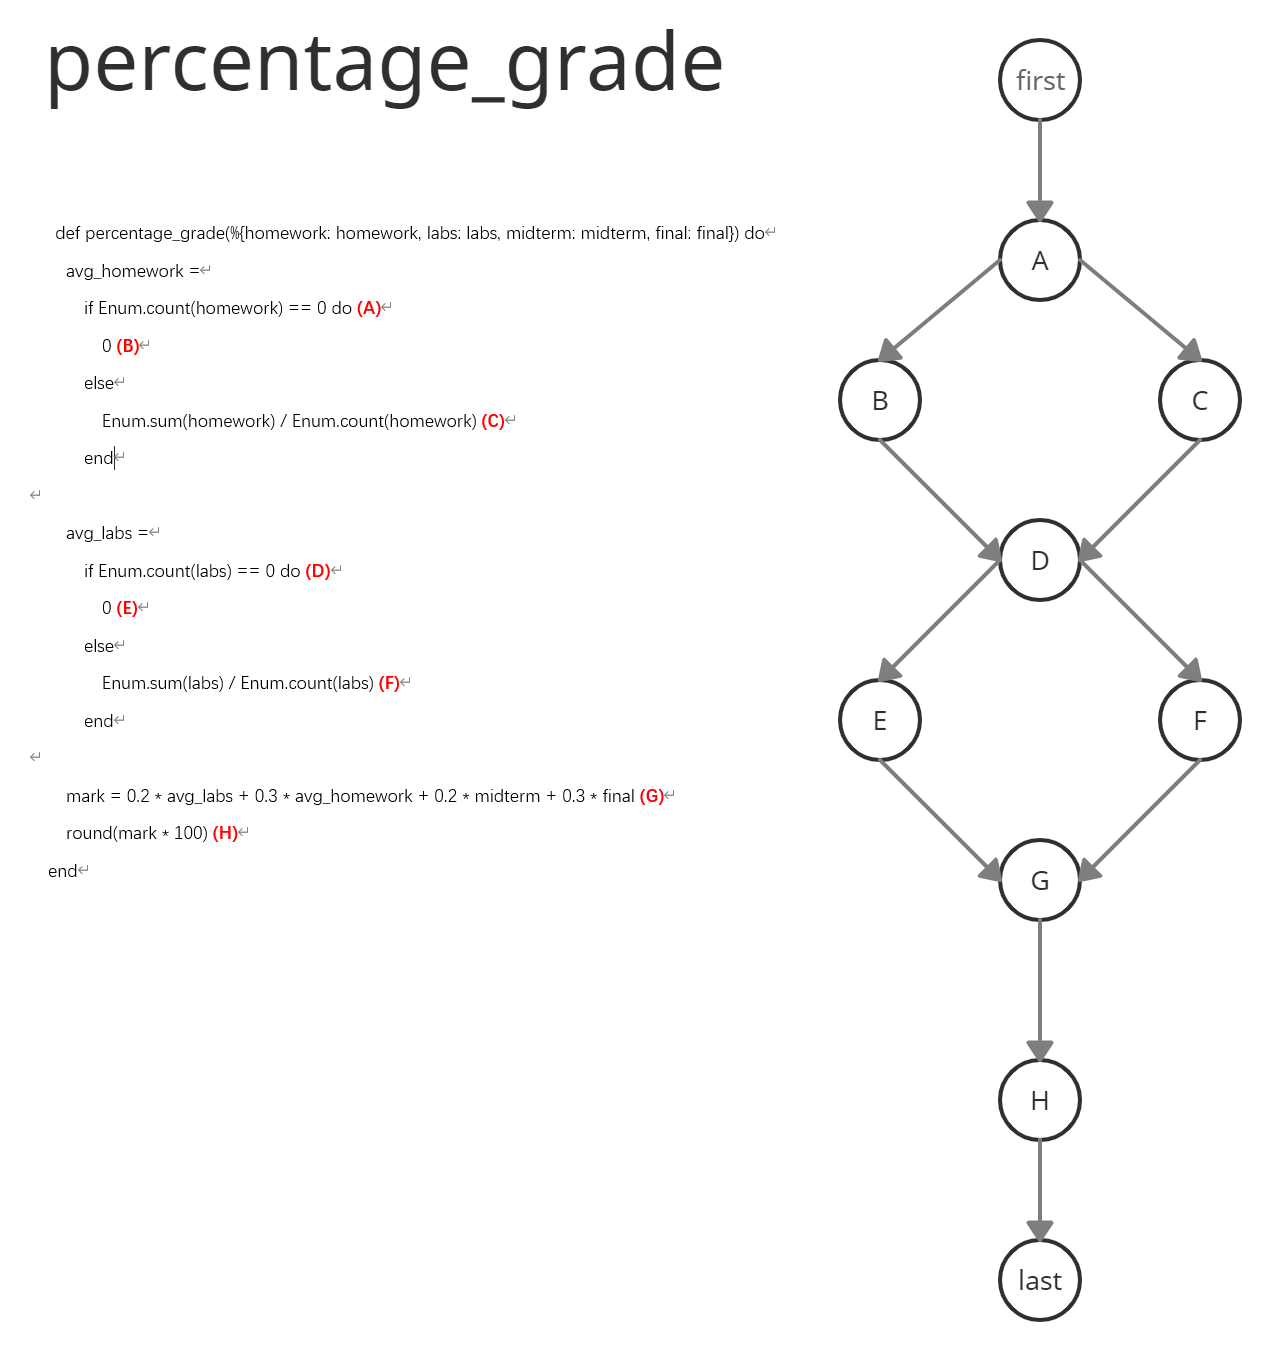 percentage_grade
def percentage_grade(%{homework: homework, labs: labs, midterm: midterm, final: final}) do↵
avg_homework =↵
if Enum.count(homework) == 0 do (A)↵
0 (B)↵
else↵
Enum.sum(homework) / Enum.count(homework) (C)↵
end↵
↵
avg_labs =↵
if Enum.count(labs) == 0 do (D)↵
0 (E)↵
else↵
Enum.sum(labs) / Enum.count(labs) (F)↵
end↵
↵
mark = 0.2 * avg_labs + 0.3 * avg_homework + 0.2 * midterm + 0.3 * final (G)↵
round(mark * 100) (H)↵
end↵
first
A
B
C
D
E
F
G
H
last